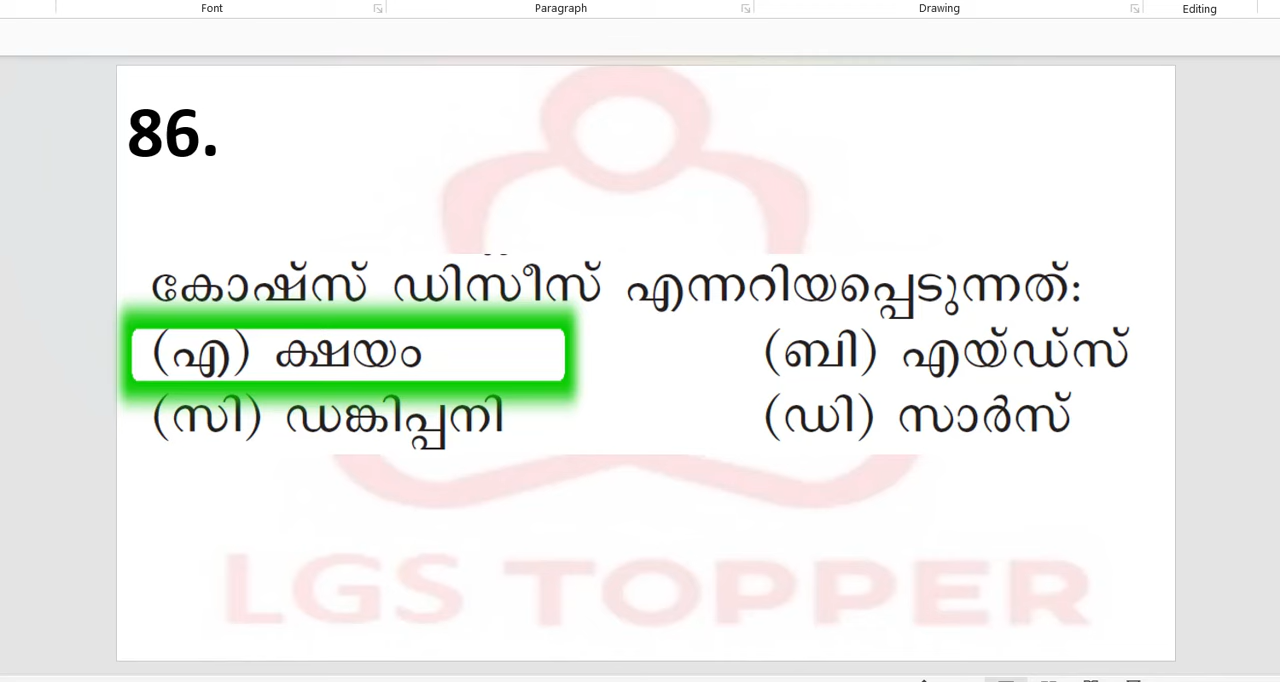 Font Paragraph Drawing Editing
86.
കോഷ്സ് ഡിസീസ് എന്നറിയപ്പെടുന്നത്:
(എ) ക്ഷയം (ബി) എയ്ഡ്സ്
(സി) ഡങ്കിപ്പനി (ഡി) സാർസ്
LGS TOPPER